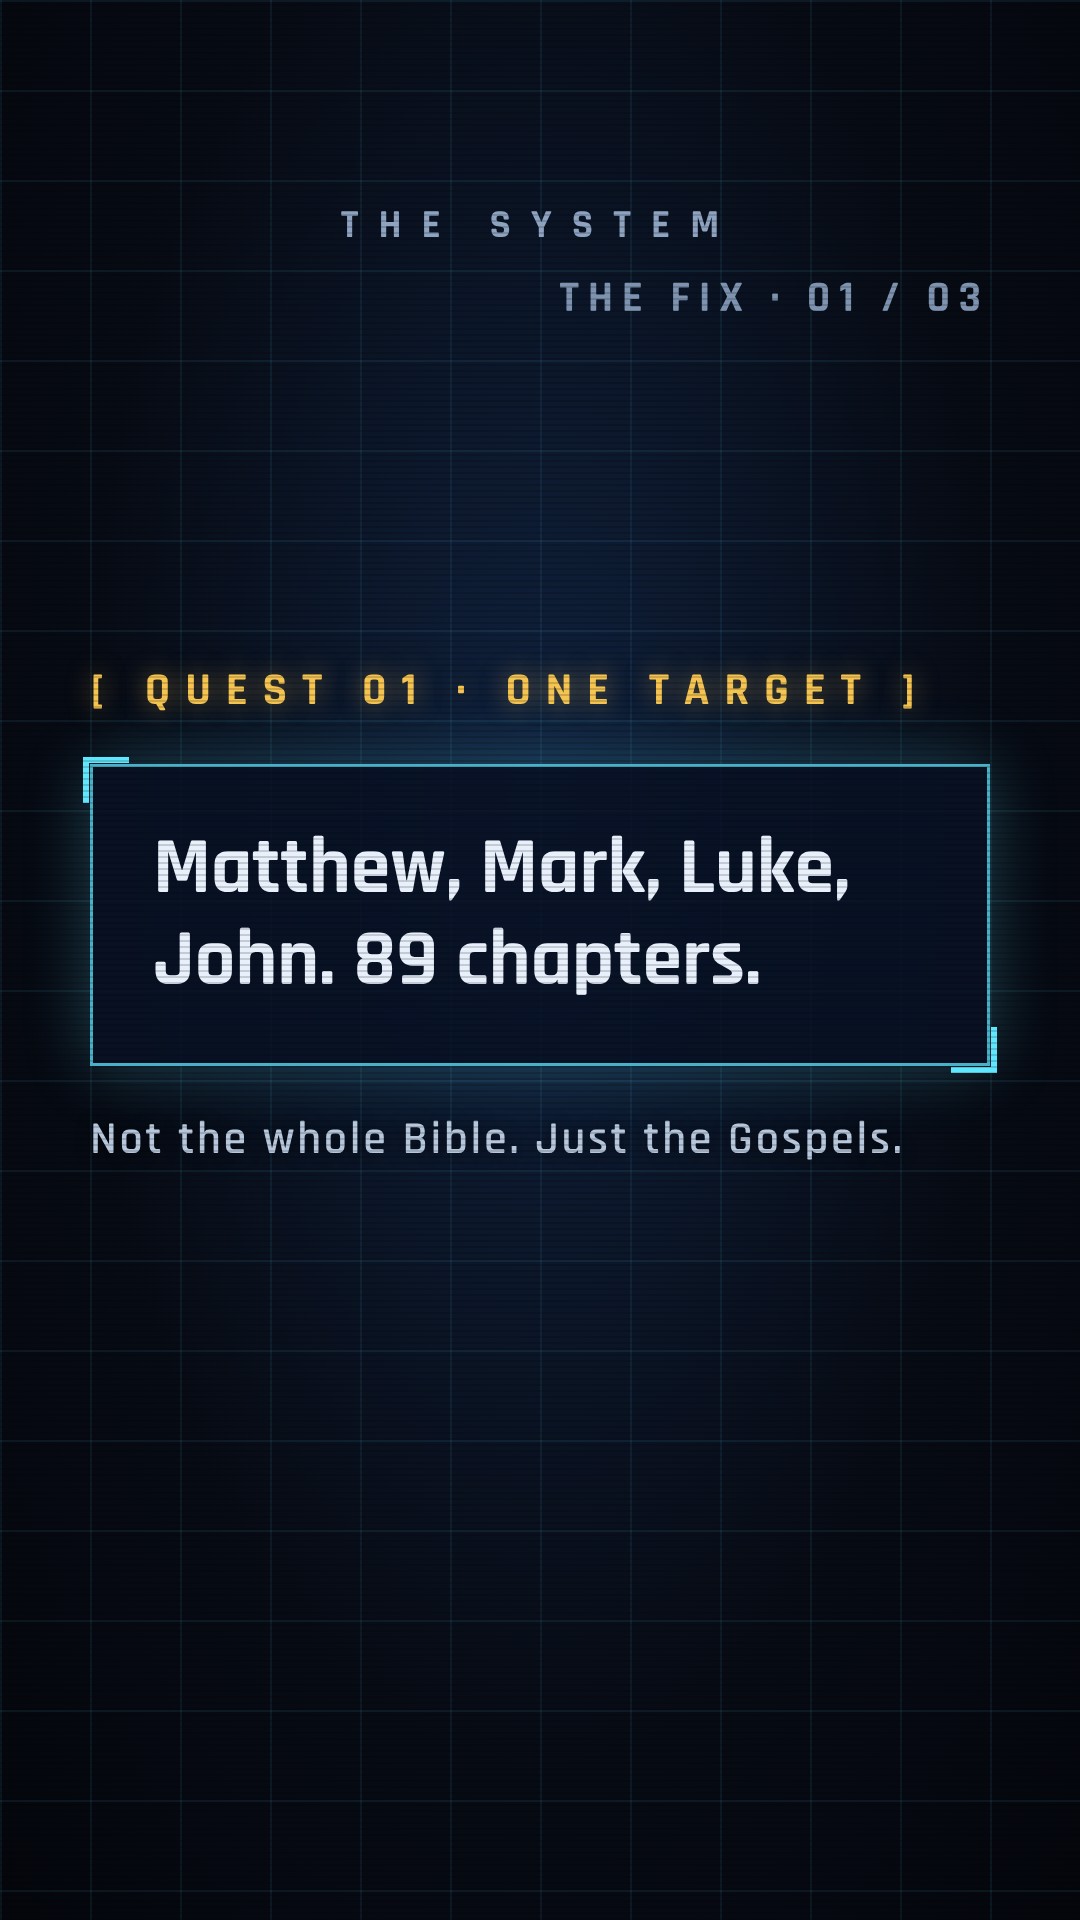 THE SYSTEM
THE FIX · 01 / 03
[ QUEST 01 · ONE TARGET ]
Matthew, Mark, Luke,
John. 89 chapters.
Not the whole Bible. Just the Gospels.